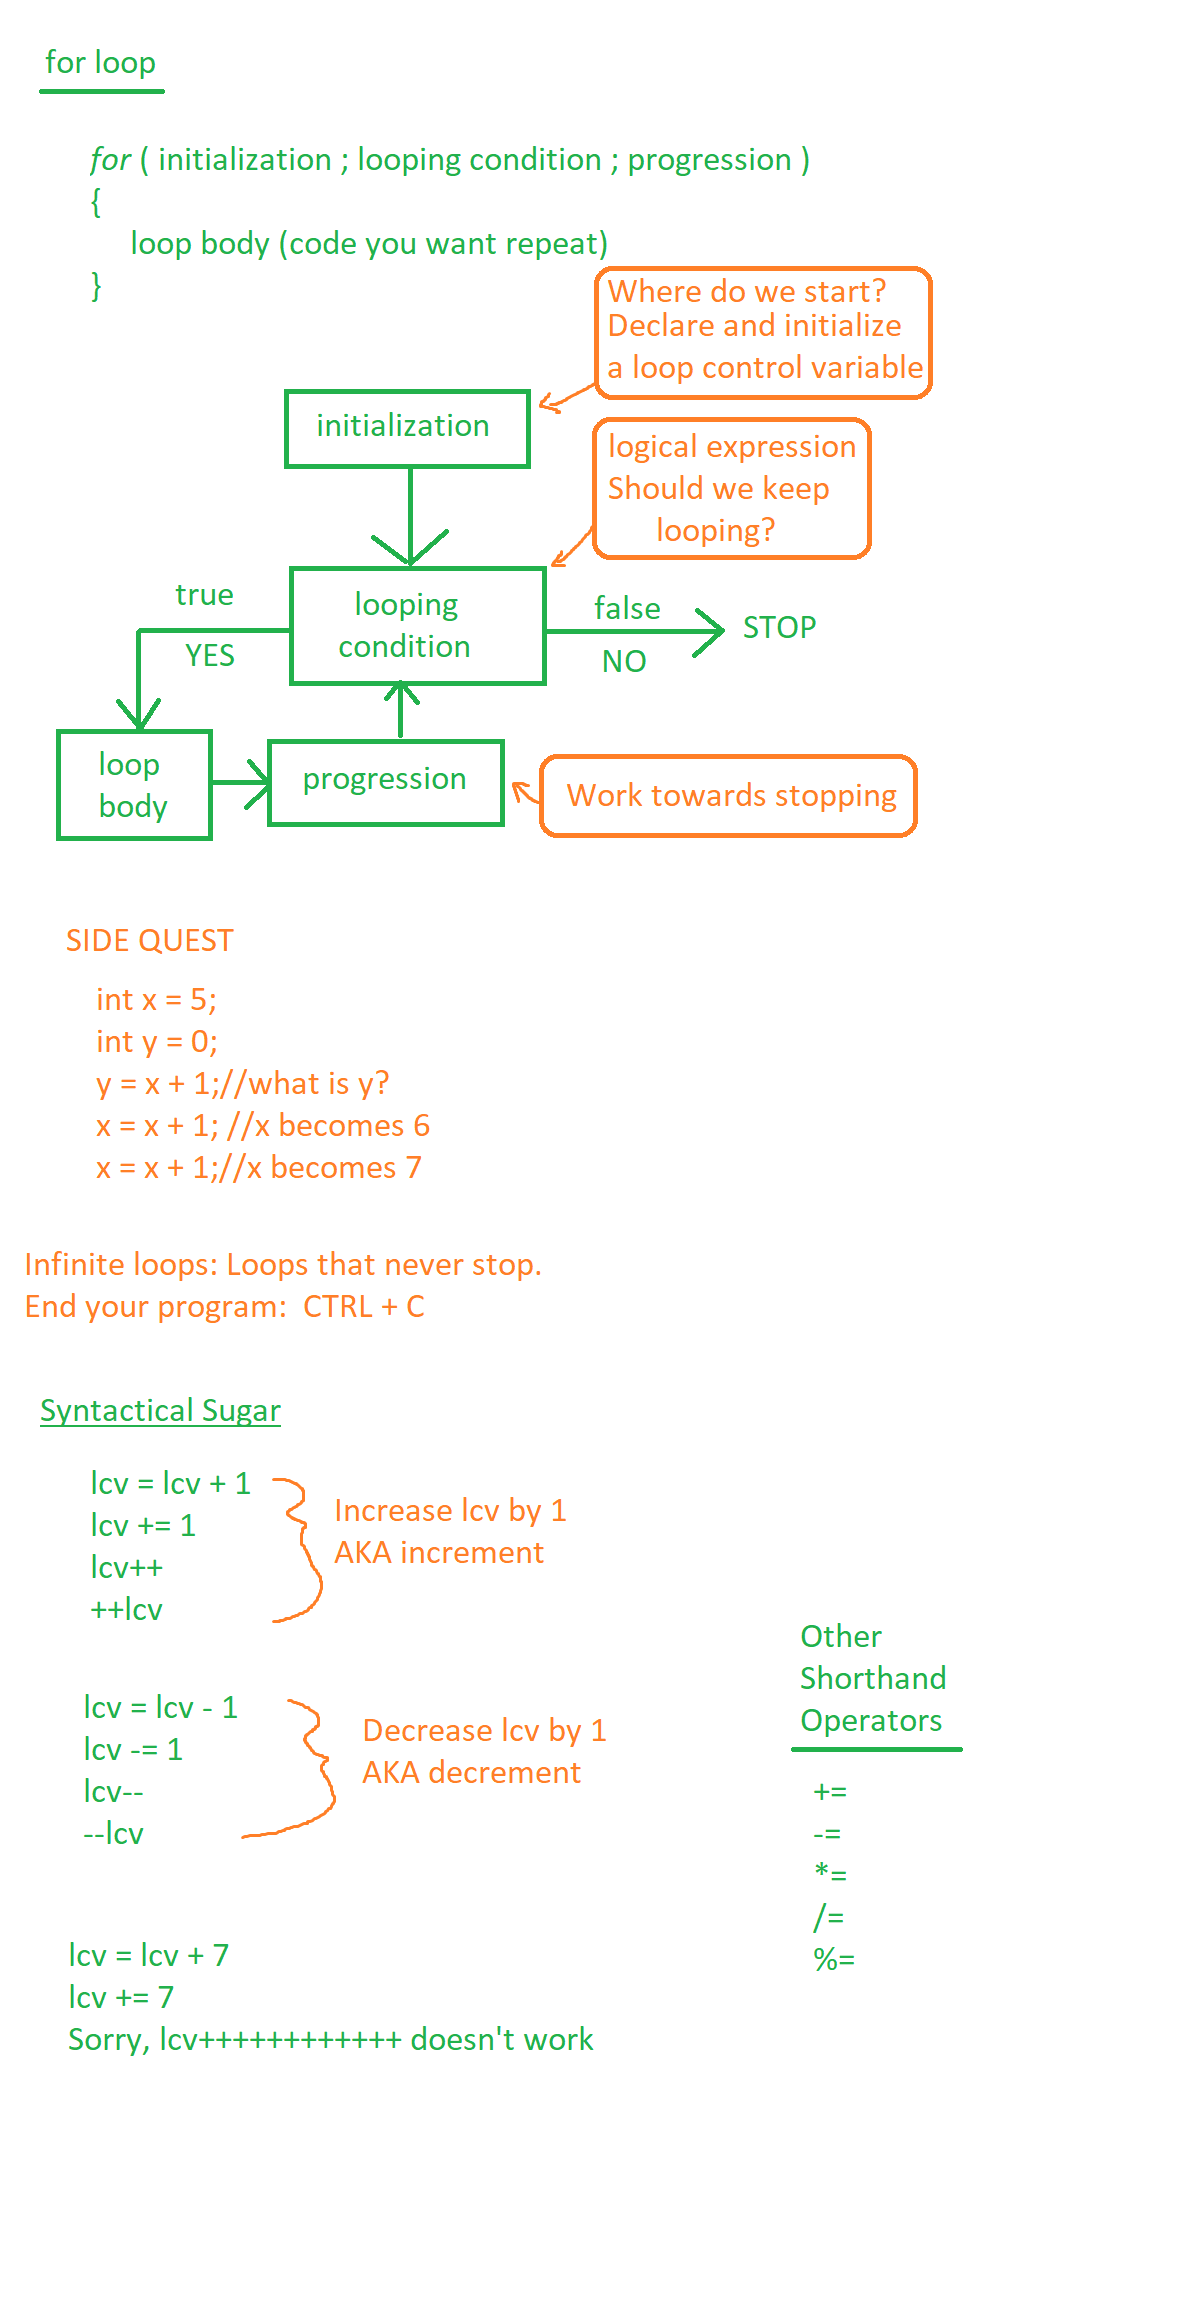 for loop
for ( initialization ; looping condition ; progression )
{
loop body (code you want repeat)
}
Where do we start?
Declare and initialize
a loop control variable
initialization
logical expression
Should we keep
looping?
looping
condition
true
YES
false
NO
STOP
loop
body
progression
Work towards stopping
SIDE QUEST
int x = 5;
int y = 0;
y = x + 1;//what is y?
x = x + 1; //x becomes 6
x = x + 1;//x becomes 7
Infinite loops: Loops that never stop.
End your program:  CTRL + C
Syntactical Sugar
lcv = lcv + 1
lcv += 1
lcv++
++lcv
Increase lcv by 1
AKA increment
lcv = lcv - 1
lcv -= 1
lcv--
--lcv
Decrease lcv by 1
AKA decrement
Other
Shorthand
Operators
+=
-=
*=
/=
%=
lcv = lcv + 7
lcv += 7
Sorry, lcv++++++++++++ doesn't work